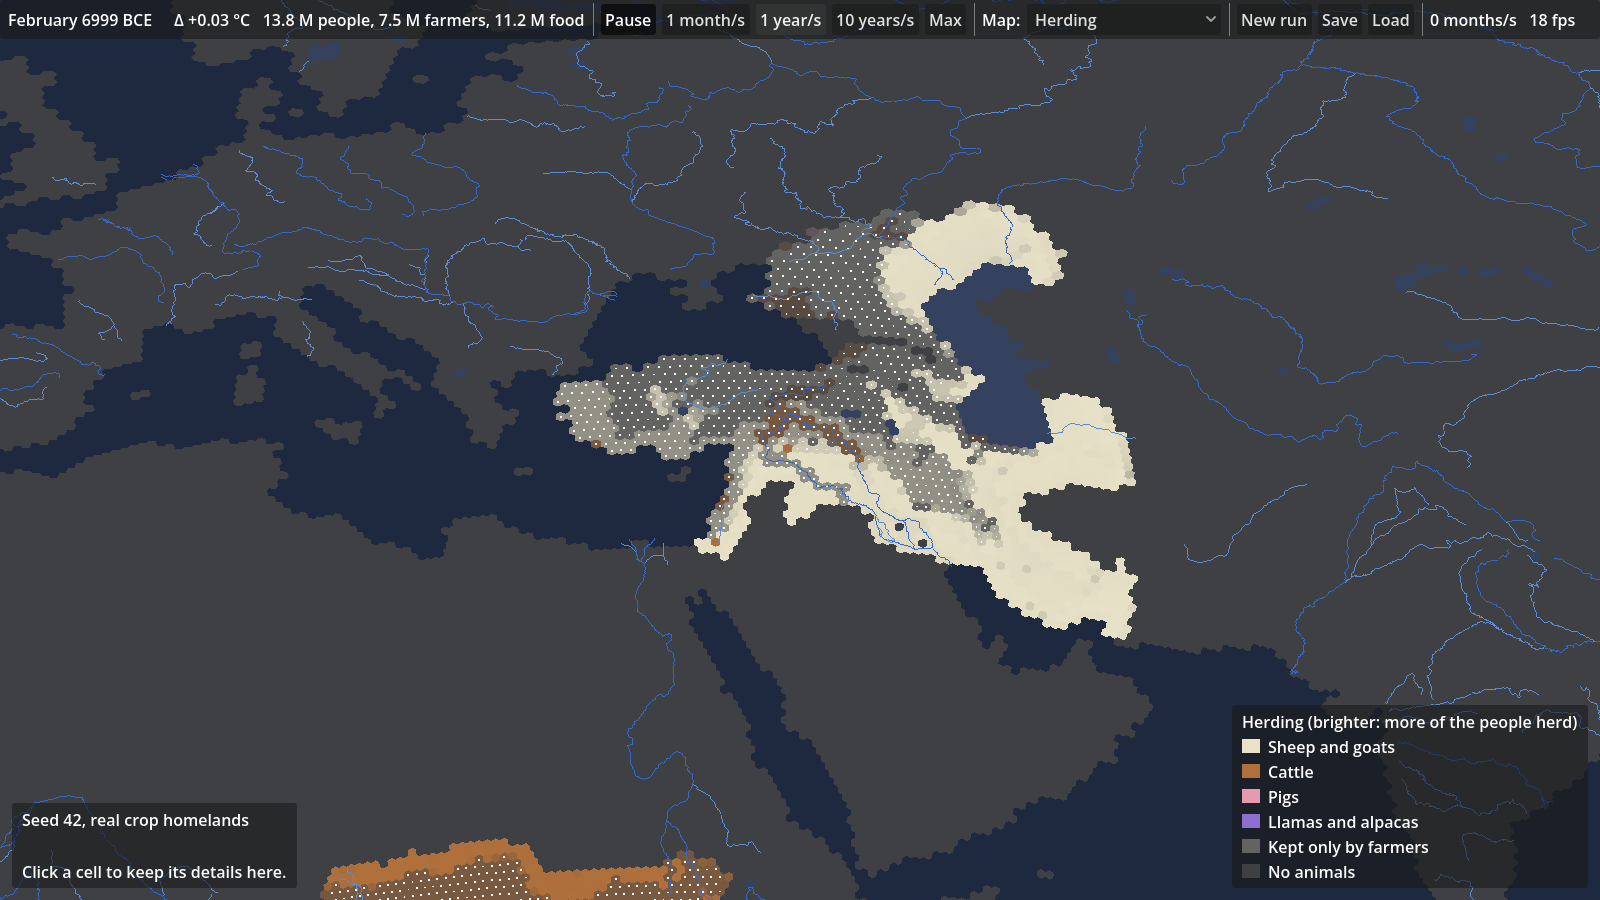 February 6999 BCE Δ +0.03 °C 13.8 M people, 7.5 M farmers, 11.2 M food Pause 1 month/s 1 year/s 10 years/s Max Map: Herding New run Save Load 0 months/s 18 fps
Herding (brighter: more of the people herd)
Sheep and goats
Cattle
Pigs
Llamas and alpacas
Kept only by farmers
No animals
Seed 42, real crop homelands
Click a cell to keep its details here.